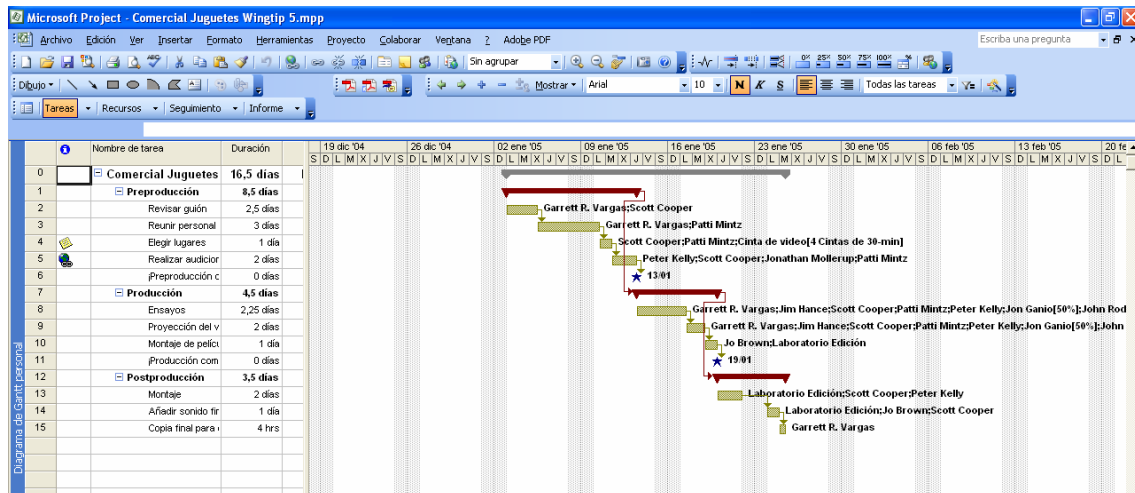 Microsoft Project - Comercial Juguetes Wingtip 5.mpp
Archivo Edición Ver Insertar Formato Herramientas Proyecto Colaborar Ventana ? Adobe PDF Escriba una pregunta
Sin agrupar 0% 25% 50% 75% 100%
Dibujo Mostrar Arial 10 N K S Todas las tareas
Tareas Recursos Seguimiento Informe
Nombre de tarea Duración 19 dic '04 26 dic '04 02 ene '05 09 ene '05 16 ene '05 23 ene '05 30 ene '05 06 feb '05 13 feb '05 20 fe
S D L M X J V S D L M X J V S D L M X J V S D L M X J V S D L M X J V S D L M X J V S D L M X J V S D L M X J V S D L M X J V S D L
0 Comercial Juguetes 16,5 días
1 Preproducción 8,5 días
2 Revisar guión 2,5 días Garrett R. Vargas;Scott Cooper
3 Reunir personal 3 días Garrett R. Vargas;Patti Mintz
4 Elegir lugares 1 día Scott Cooper;Patti Mintz;Cinta de video[4 Cintas de 30-min]
5 Realizar audicior 2 días Peter Kelly;Scott Cooper;Jonathan Mollerup;Patti Mintz
6 ¡Preproducción c 0 días 13/01
7 Producción 4,5 días
8 Ensayos 2,25 días Garrett R. Vargas;Jim Hance;Scott Cooper;Patti Mintz;Peter Kelly;Jon Ganio[50%];John Rod
9 Proyección del v 2 días Garrett R. Vargas;Jim Hance;Scott Cooper;Patti Mintz;Peter Kelly;Jon Ganio[50%];John
10 Montaje de pelícu 1 día Jo Brown;Laboratorio Edición
11 ¡Producción com 0 días 19/01
12 Postproducción 3,5 días
13 Montaje 2 días Laboratorio Edición;Scott Cooper;Peter Kelly
14 Añadir sonido fir 1 día Laboratorio Edición;Jo Brown;Scott Cooper
15 Copia final para 4 hrs Garrett R. Vargas
Diagrama de Gantt personal